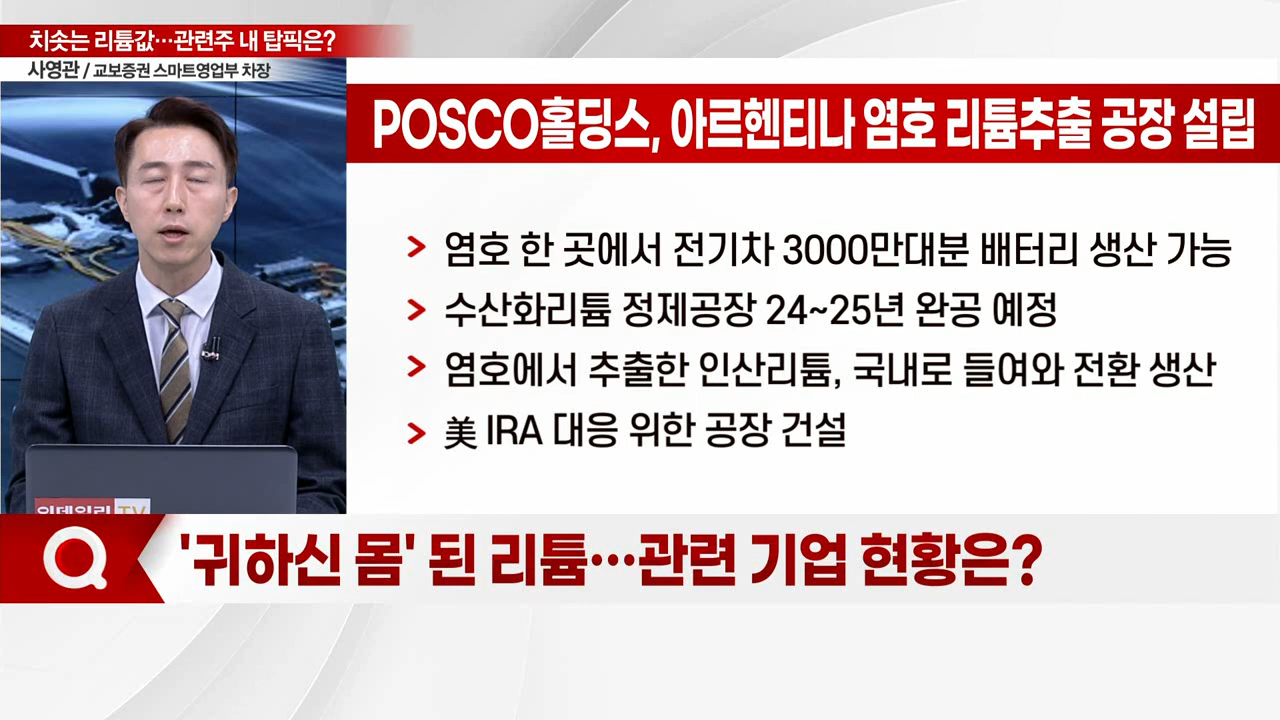 치솟는 리튬값…관련주 내 탑픽은?
사영관 / 교보증권 스마트영업부 차장
POSCO홀딩스, 아르헨티나 염호 리튬추출 공장 설립
> 염호 한 곳에서 전기차 3000만대분 배터리 생산 가능
> 수산화리튬 정제공장 24~25년 완공 예정
> 염호에서 추출한 인산리튬, 국내로 들여와 전환 생산
> 美 IRA 대응 위한 공장 건설
이데일리 TV
Q '귀하신 몸' 된 리튬…관련 기업 현황은?